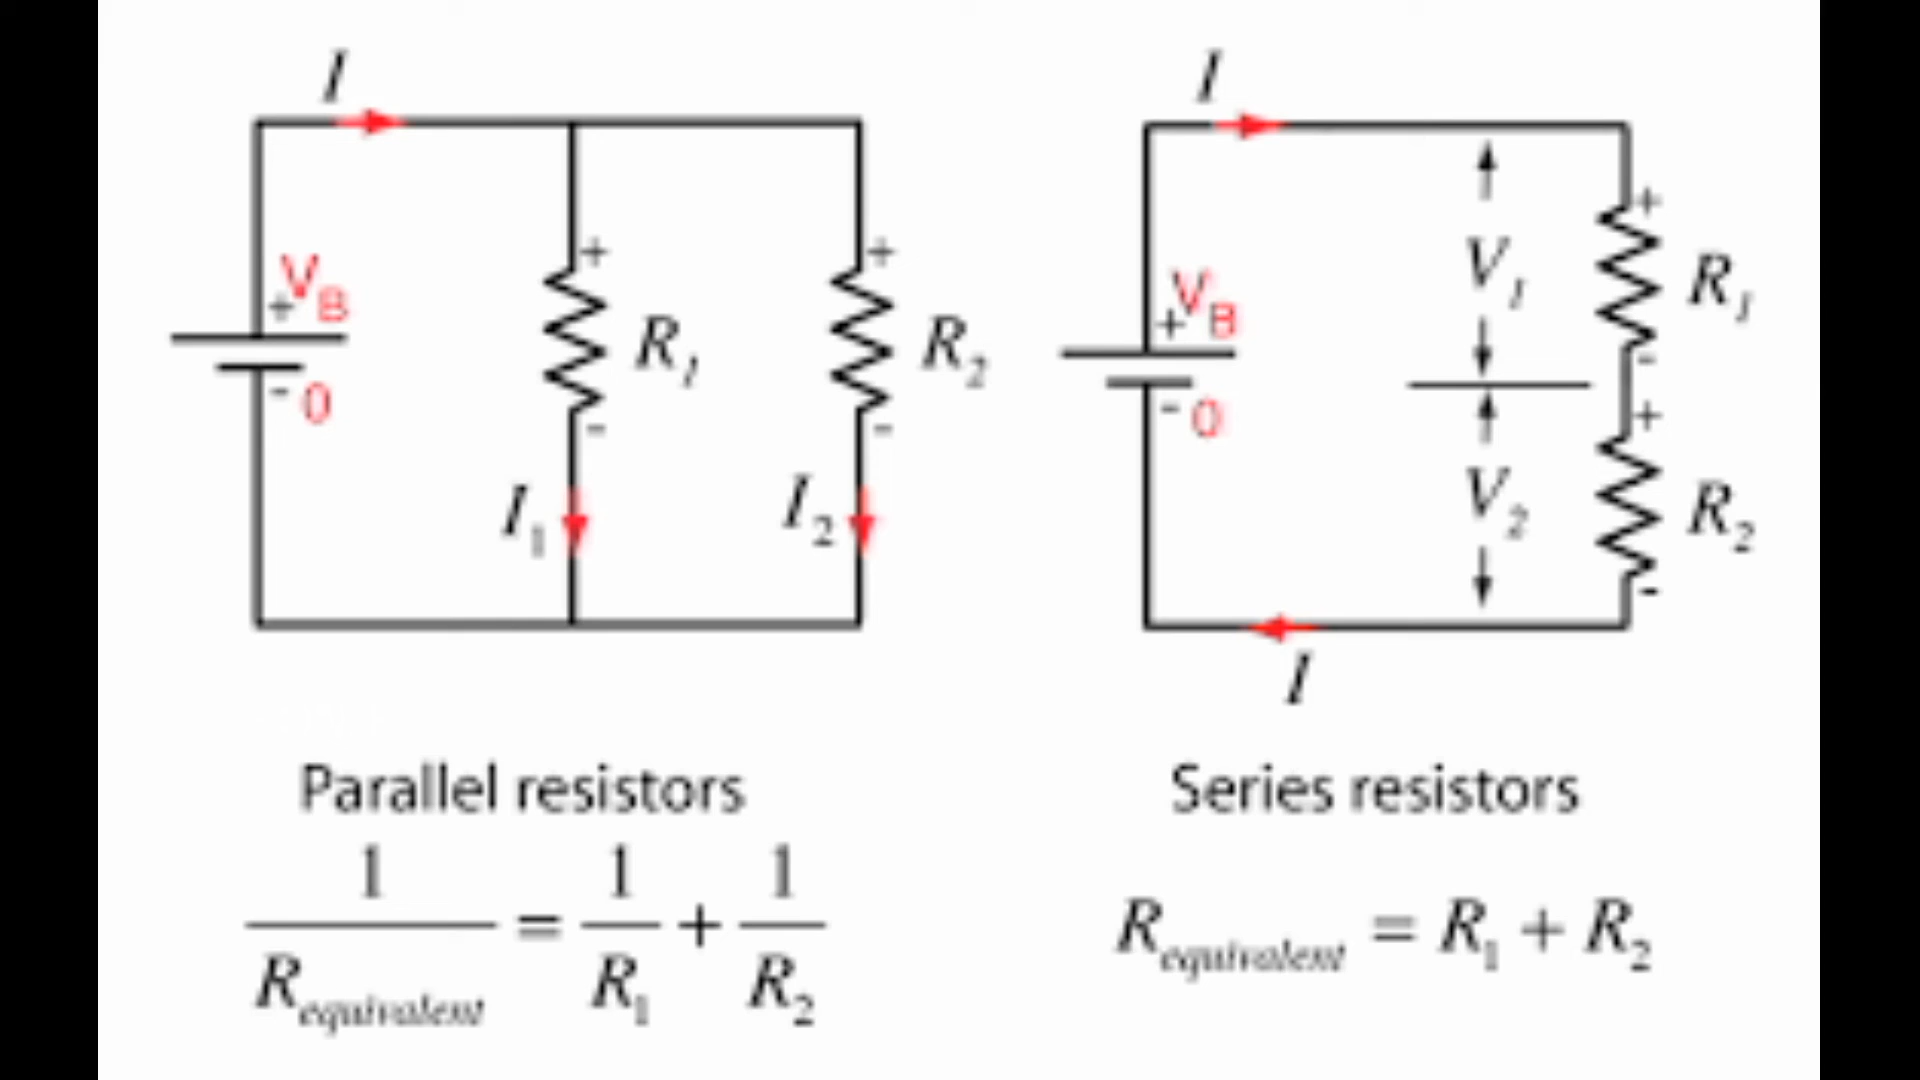 I
V_B
+
- 0
+
R_1
-
I_1
+
R_2
-
I_2
Parallel resistors
1/R_equivalent = 1/R_1 + 1/R_2
I
V_B
+
- 0
V_1
+
R_1
-
V_2
+
R_2
-
I
Series resistors
R_equivalent = R_1 + R_2